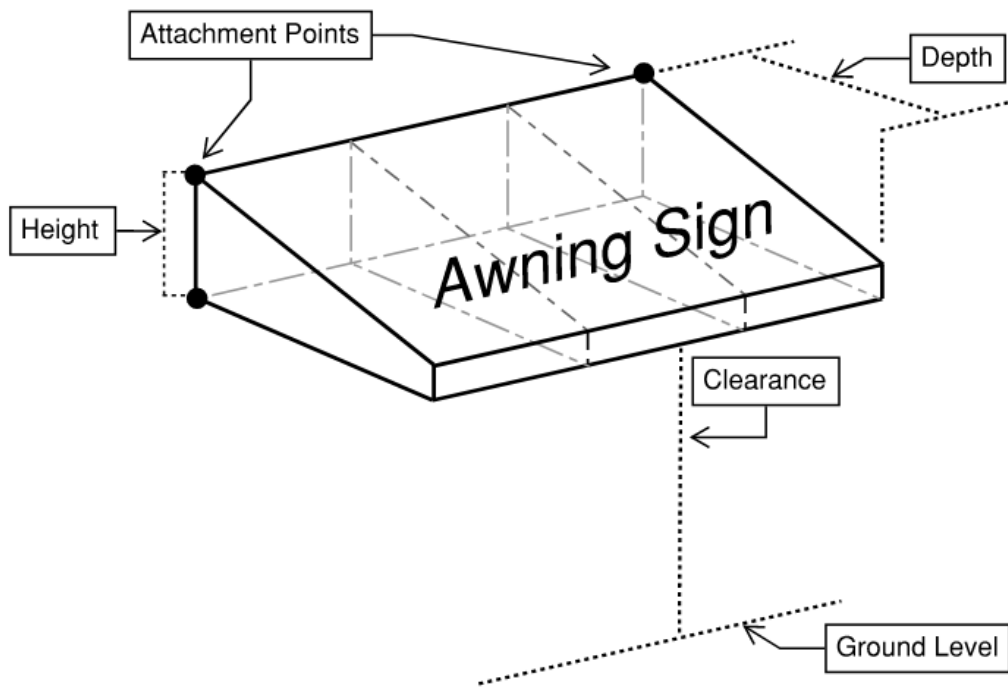 Attachment Points
Depth
Height
Awning Sign
Clearance
Ground Level